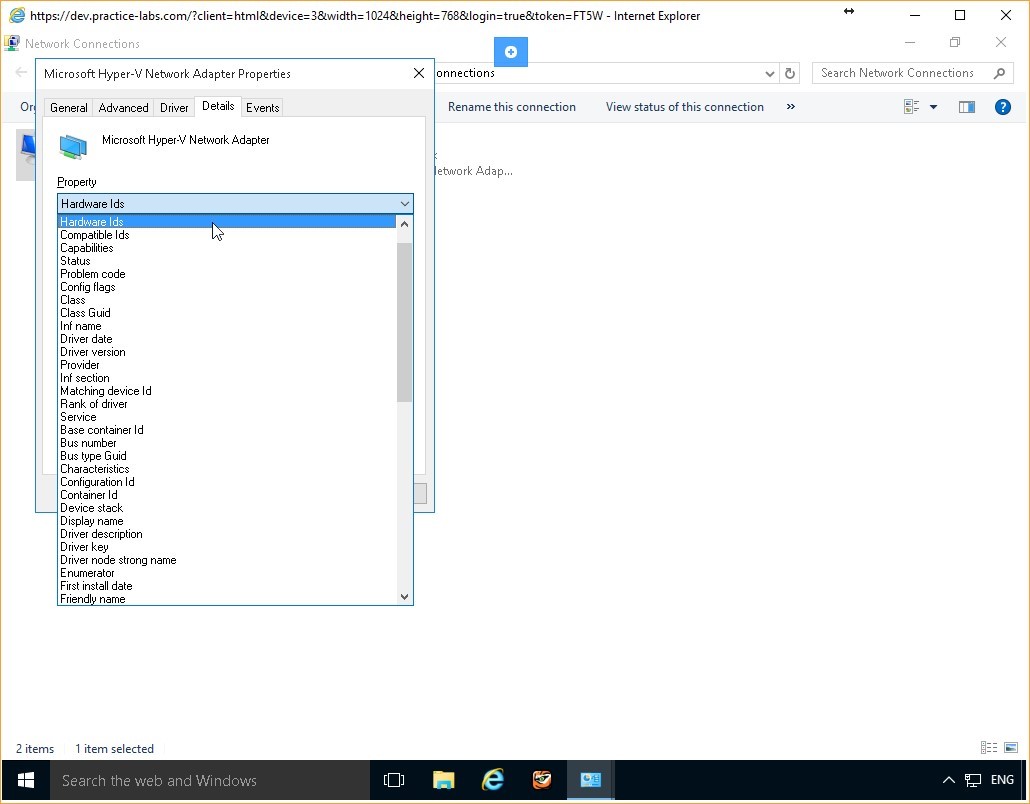 https://dev.practice-labs.com/?client=html&device=3&width=1024&height=768&login=true&token=FT5W - Internet Explorer
Network Connections
Microsoft Hyper-V Network Adapter Properties
onnections
Search Network Connections
General Advanced Driver Details Events
Org
Rename this connection
View status of this connection
»
Microsoft Hyper-V Network Adapter
etwork Adap...
Property
Hardware Ids
Hardware Ids
Compatible Ids
Capabilities
Status
Problem code
Config flags
Class
Class Guid
Inf name
Driver date
Driver version
Provider
Inf section
Matching device Id
Rank of driver
Service
Base container Id
Bus number
Bus type Guid
Characteristics
Configuration Id
Container Id
Device stack
Display name
Driver description
Driver key
Driver node strong name
Enumerator
First install date
Friendly name
2 items
1 item selected
Search the web and Windows
ENG